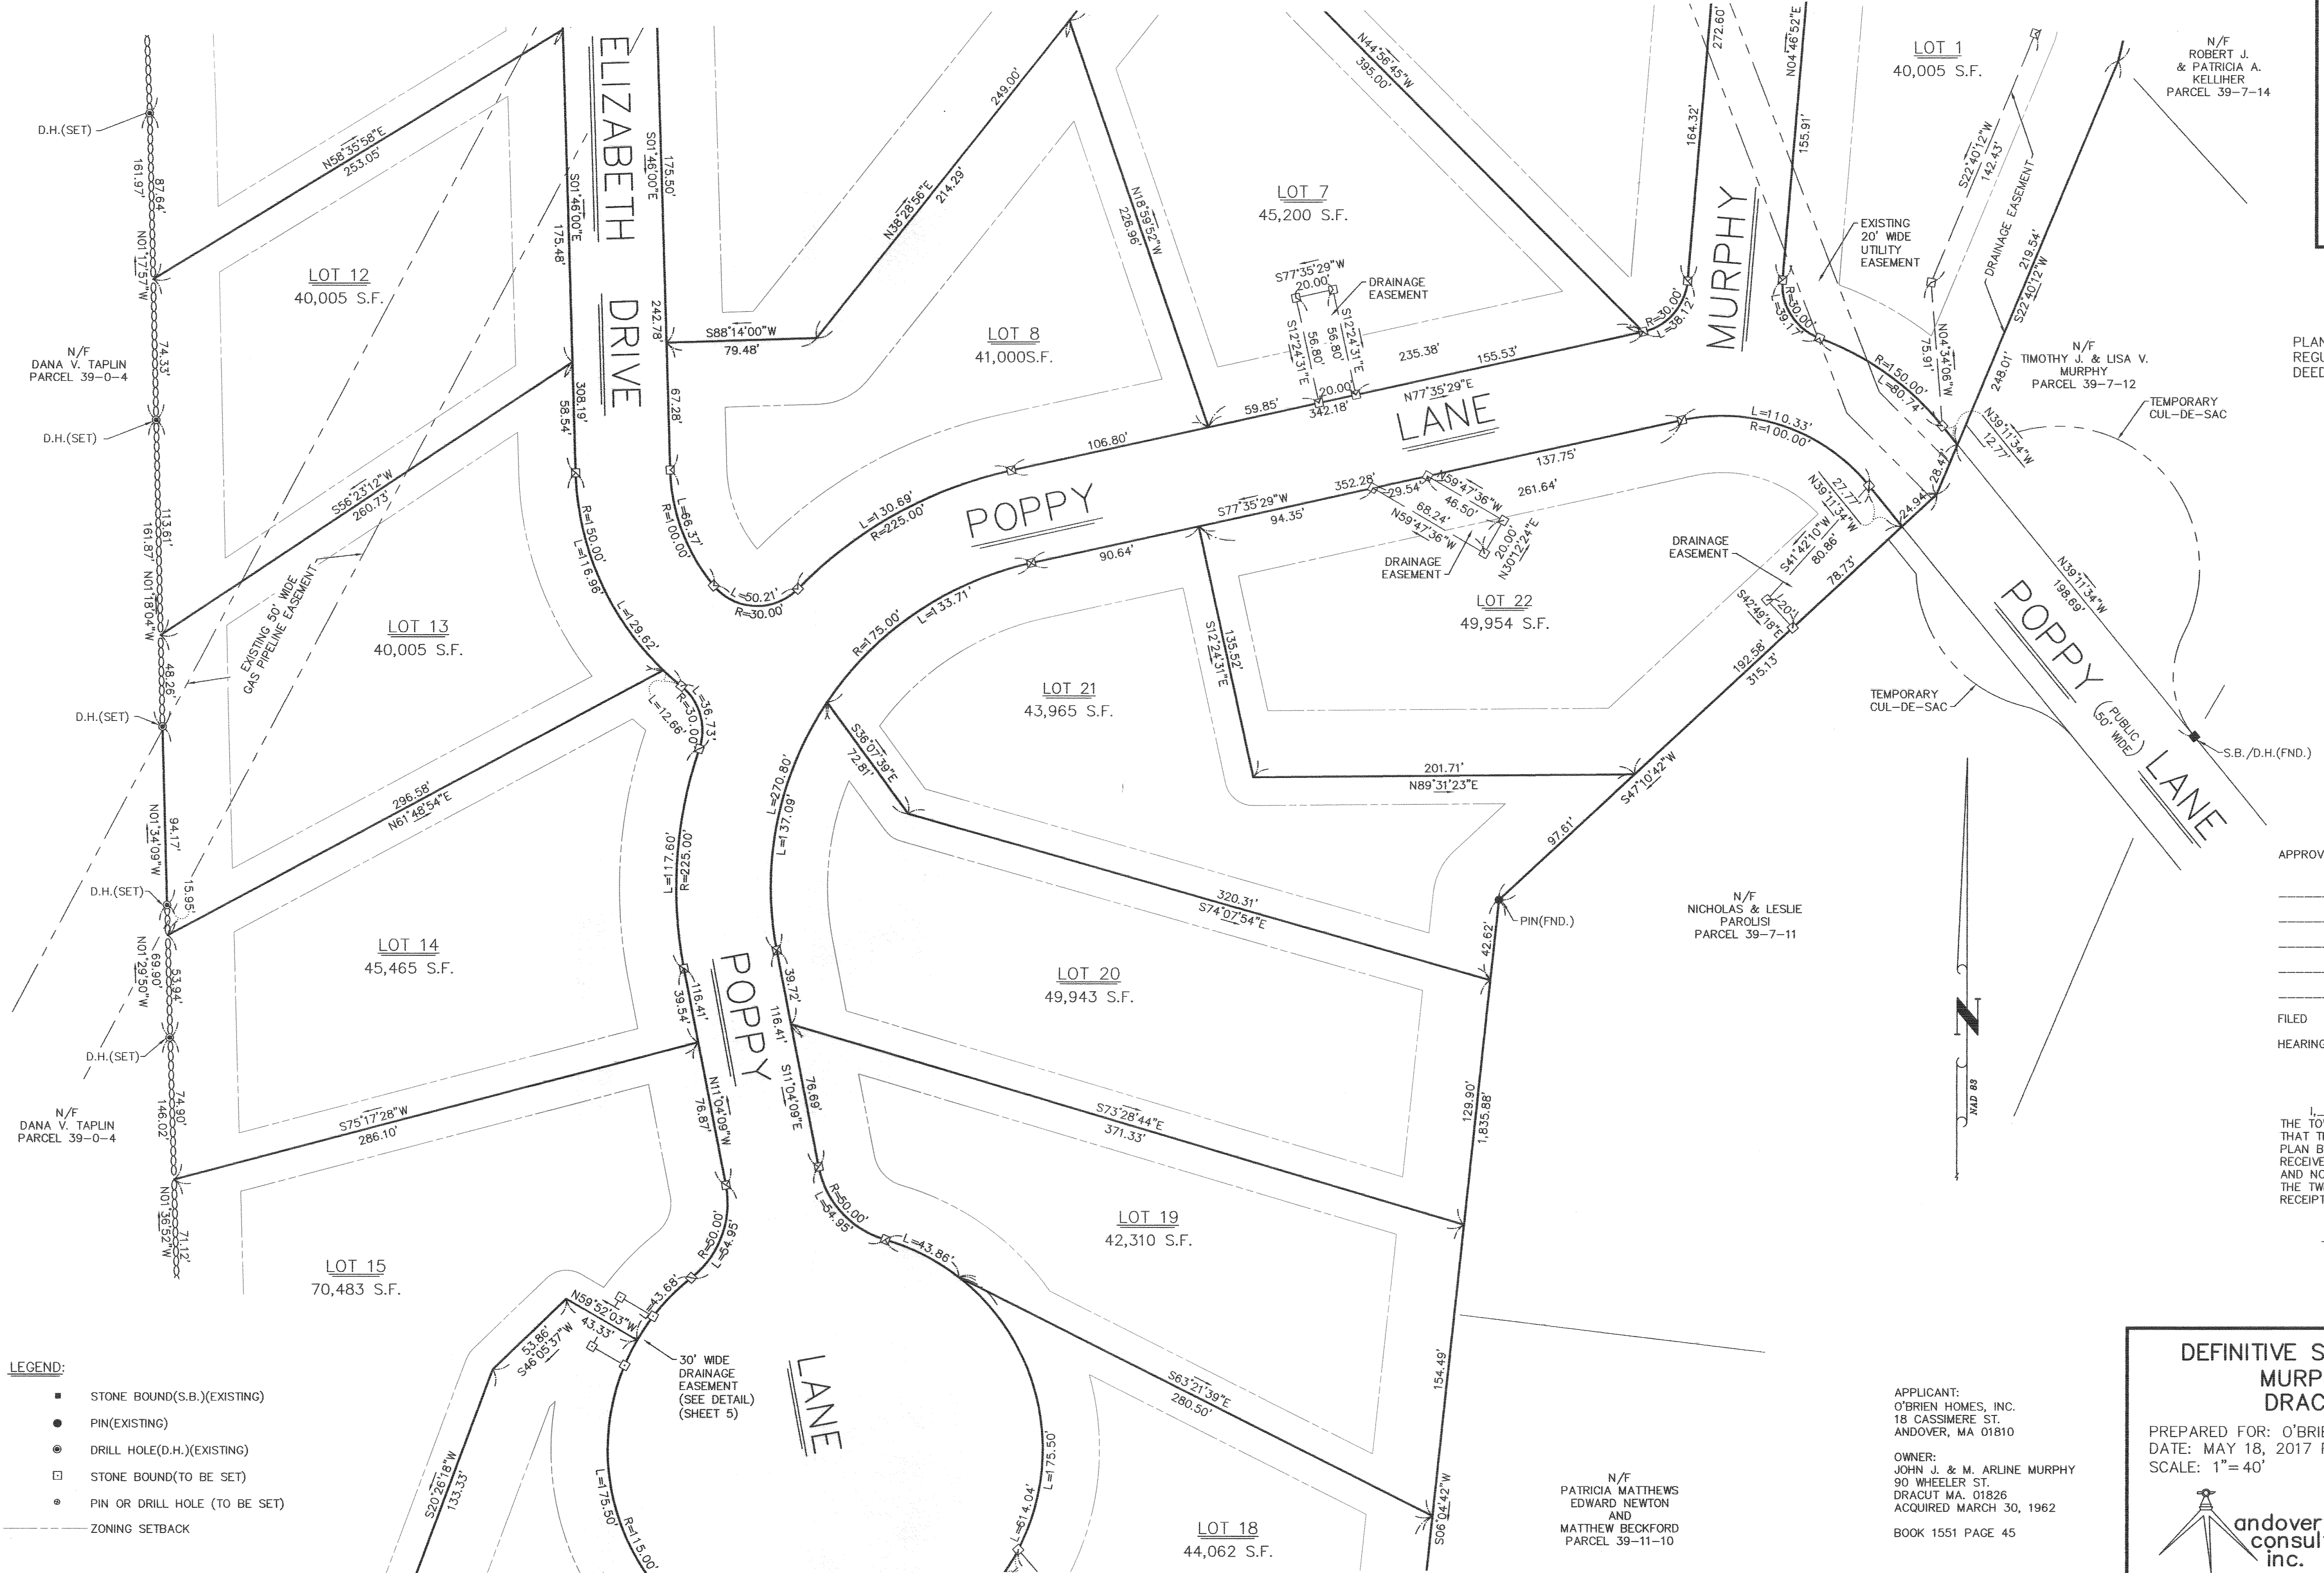 ELIZABETH
DRIVE
S01°46'00"E
175.50'
S01°46'00"E
175.48'
242.78'
67.28'
308.19'
58.54'
D.H.(SET)
161.97'
87.64'
N01°17'57"W
N58°35'58"E
253.05'
LOT 12
40,005 S.F.
74.33'
N/F
DANA V. TAPLIN
PARCEL 39-0-4
D.H.(SET)
S56°23'12"W
260.73'
113.61'
161.87'
N01°18'04"W
EXISTING 50' WIDE
GAS PIPELINE EASEMENT
LOT 13
40,005 S.F.
48.26'
D.H.(SET)
R=150.00'
L=116.96'
L=129.62'
L=66.37'
R=100.00'
L=50.21'
R=30.00'
L=36.73'
R=30.00'
L=12.66'
94.17'
N01°34'09"W
296.58'
N61°48'54"E
D.H.(SET)
15.95'
N01°29'50"W
69.90'
53.94'
D.H.(SET)
LOT 14
45,465 S.F.
L=117.60'
R=225.00'
N/F
DANA V. TAPLIN
PARCEL 39-0-4
74.90'
146.02'
S75°17'28"W
286.10'
N01°36'52"W
71.12'
LOT 15
70,483 S.F.
116.41'
39.54'
N11°04'09"W
76.87'
R=50.00'
L=54.95'
L=43.68'
N59°52'03"W
43.33'
53.86'
S46°05'37"W
S20°26'18"W
133.33'
30' WIDE
DRAINAGE
EASEMENT
(SEE DETAIL)
(SHEET 5)
L=175.50'
R=115.00'
POPPY
LANE
249.00'
N38°28'56"E
214.29'
S88°14'00"W
79.48'
LOT 8
41,000S.F.
N18°59'52"W
226.96'
LOT 7
45,200 S.F.
N44°56'45"W
395.00'
S77°35'29"W
20.00'
DRAINAGE
EASEMENT
S12°24'31"E
56.80'
S12°24'31"E
56.80'
20.00'
235.38'
155.53'
N77°35'29"E
59.85'
342.18'
106.80'
L=130.69'
R=225.00'
POPPY
LANE
R=30.00'
L=38.12'
272.60'
164.32'
MURPHY
N04°46'52"E
155.91'
R=30.00'
L=39.17'
LOT 1
40,005 S.F.
EXISTING
20' WIDE
UTILITY
EASEMENT
S22°40'12"W
142.43'
DRAINAGE EASEMENT
219.54'
S22°40'12"W
248.01'
N04°34'06"W
75.91'
R=150.00'
L=80.74'
N/F
ROBERT J.
& PATRICIA A.
KELLIHER
PARCEL 39-7-14
N/F
TIMOTHY J. & LISA V.
MURPHY
PARCEL 39-7-12
TEMPORARY
CUL-DE-SAC
N39°11'34"W
12.77'
28.47'
24.94'
L=110.33'
R=100.00'
27.77'
N39°11'34"W
N39°11'34"W
198.69'
POPPY
LANE
(PUBLIC
50' WIDE)
S.B./D.H.(FND.)
TEMPORARY
CUL-DE-SAC
R=175.00'
L=133.71'
90.64'
S77°35'29"W
94.35'
352.28'
29.54'
137.75'
N59°47'36"W
46.50'
261.64'
68.24'
N59°47'36"W
20.00'
N30°12'24"E
DRAINAGE
EASEMENT
LOT 22
49,954 S.F.
DRAINAGE
EASEMENT
S41°42'10"W
80.86'
78.73'
20'
S42°49'18"E
192.58'
315.13'
S47°10'42"W
135.52'
S12°24'31"E
LOT 21
43,965 S.F.
201.71'
N89°31'23"E
97.61'
S36°07'39"E
72.81'
L=270.80'
L=137.09'
320.31'
S74°07'54"E
PIN(FND.)
42.62'
N/F
NICHOLAS & LESLIE
PAROLISI
PARCEL 39-7-11
LOT 20
49,943 S.F.
39.72'
116.41'
76.69'
S11°04'09"E
S73°28'44"E
371.33'
129.90'
1,835.88'
LOT 19
42,310 S.F.
R=50.00'
L=54.95'
L=43.86'
S63°21'39"E
280.50'
154.49'
S06°04'42"W
L=175.50'
L=614.04'
LOT 18
44,062 S.F.
N
NAD 83
N/F
PATRICIA MATTHEWS
EDWARD NEWTON
AND
MATTHEW BECKFORD
PARCEL 39-11-10
LEGEND:
STONE BOUND(S.B.)(EXISTING)
PIN(EXISTING)
DRILL HOLE(D.H.)(EXISTING)
STONE BOUND(TO BE SET)
PIN OR DRILL HOLE (TO BE SET)
ZONING SETBACK
APPLICANT:
O'BRIEN HOMES, INC.
18 CASSIMERE ST.
ANDOVER, MA 01810
OWNER:
JOHN J. & M. ARLINE MURPHY
90 WHEELER ST.
DRACUT MA. 01826
ACQUIRED MARCH 30, 1962
BOOK 1551 PAGE 45
PLAN
REGU
DEED
APPROV
FILED
HEARING
I,
THE TO
THAT T
PLAN B
RECEIVE
AND NO
THE TW
RECEIPT
DEFINITIVE S
MURP
DRAC
PREPARED FOR: O'BRIE
DATE: MAY 18, 2017
SCALE: 1"=40'
andover
consul
inc.